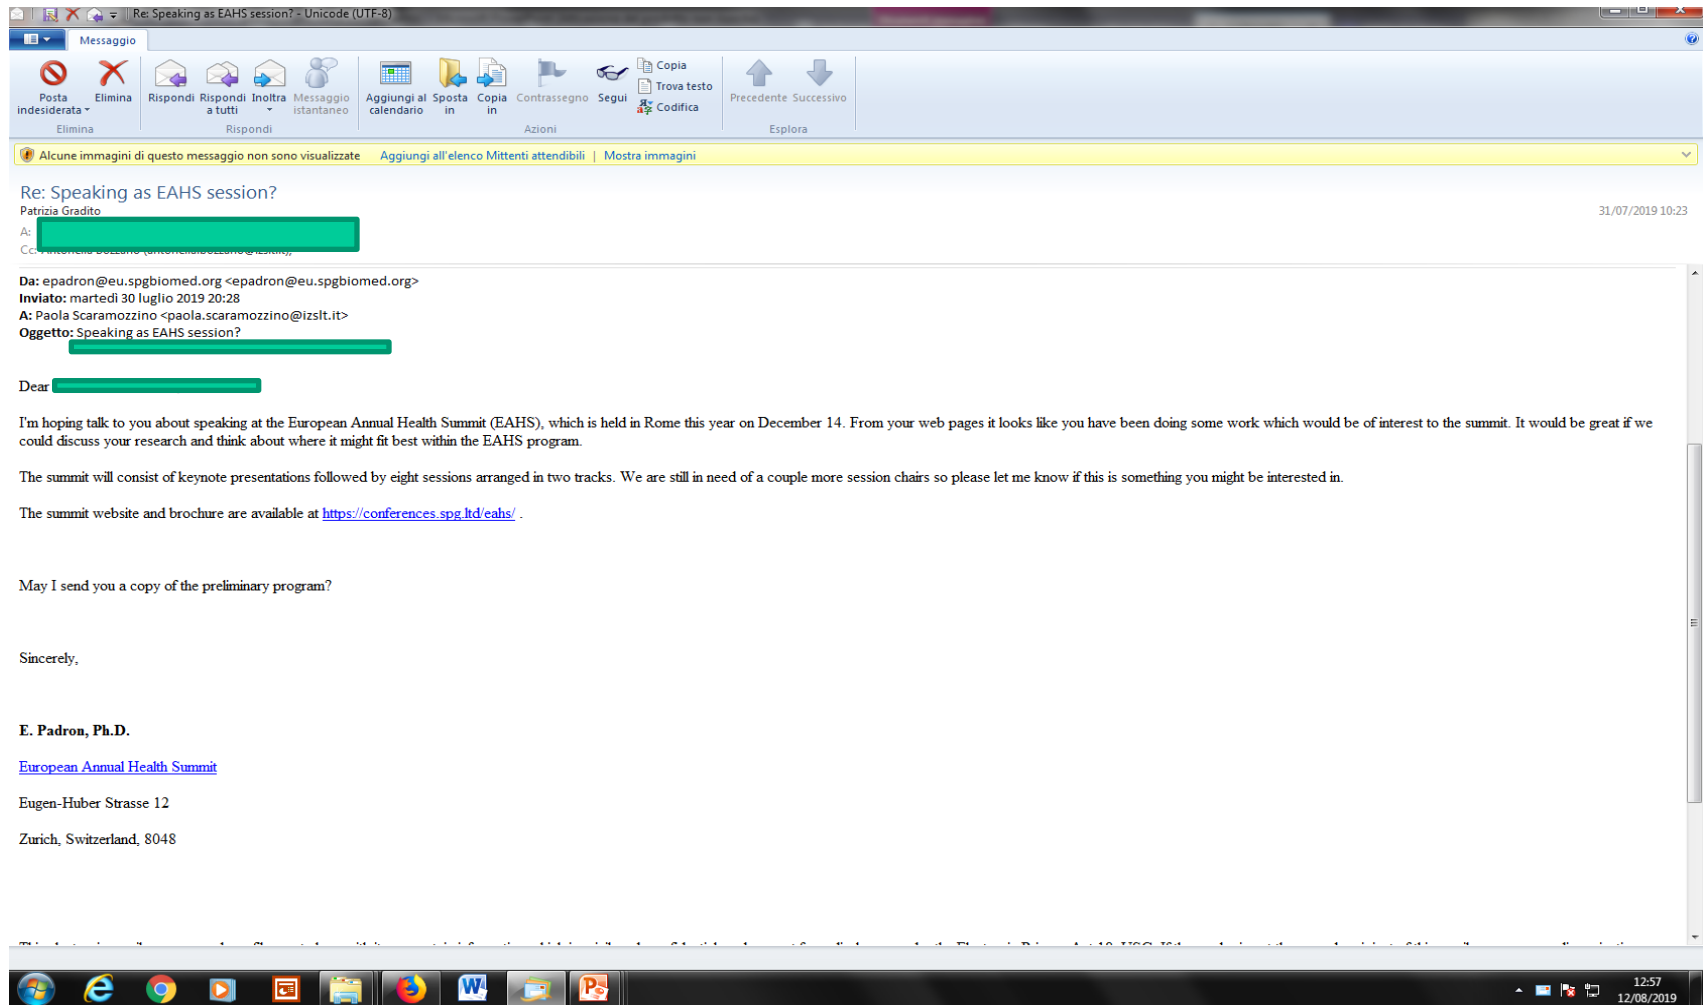 Re: Speaking as EAHS session? - Unicode (UTF-8)
Messaggio
Posta indesiderata
Elimina
Rispondi
Rispondi a tutti
Inoltra
Messaggio istantaneo
Aggiungi al calendario
Sposta in
Copia in
Contrassegno
Segui
Copia
Trova testo
Codifica
Precedente
Successivo
Elimina
Rispondi
Azioni
Esplora
Alcune immagini di questo messaggio non sono visualizzate Aggiungi all'elenco Mittenti attendibili | Mostra immagini
Re: Speaking as EAHS session?
Patrizia Gradito
31/07/2019 10:23
A:
Cc:
Da: epadron@eu.spgbiomed.org <epadron@eu.spgbiomed.org>
Inviato: martedì 30 luglio 2019 20:28
A: Paola Scaramozzino <paola.scaramozzino@izslt.it>
Oggetto: Speaking as EAHS session?
Dear
I'm hoping talk to you about speaking at the European Annual Health Summit (EAHS), which is held in Rome this year on December 14. From your web pages it looks like you have been doing some work which would be of interest to the summit. It would be great if we
could discuss your research and think about where it might fit best within the EAHS program.
The summit will consist of keynote presentations followed by eight sessions arranged in two tracks. We are still in need of a couple more session chairs so please let me know if this is something you might be interested in.
The summit website and brochure are available at https://conferences.spg.ltd/eahs/ .
May I send you a copy of the preliminary program?
Sincerely,
E. Padron, Ph.D.
European Annual Health Summit
Eugen-Huber Strasse 12
Zurich, Switzerland, 8048
12:57
12/08/2019